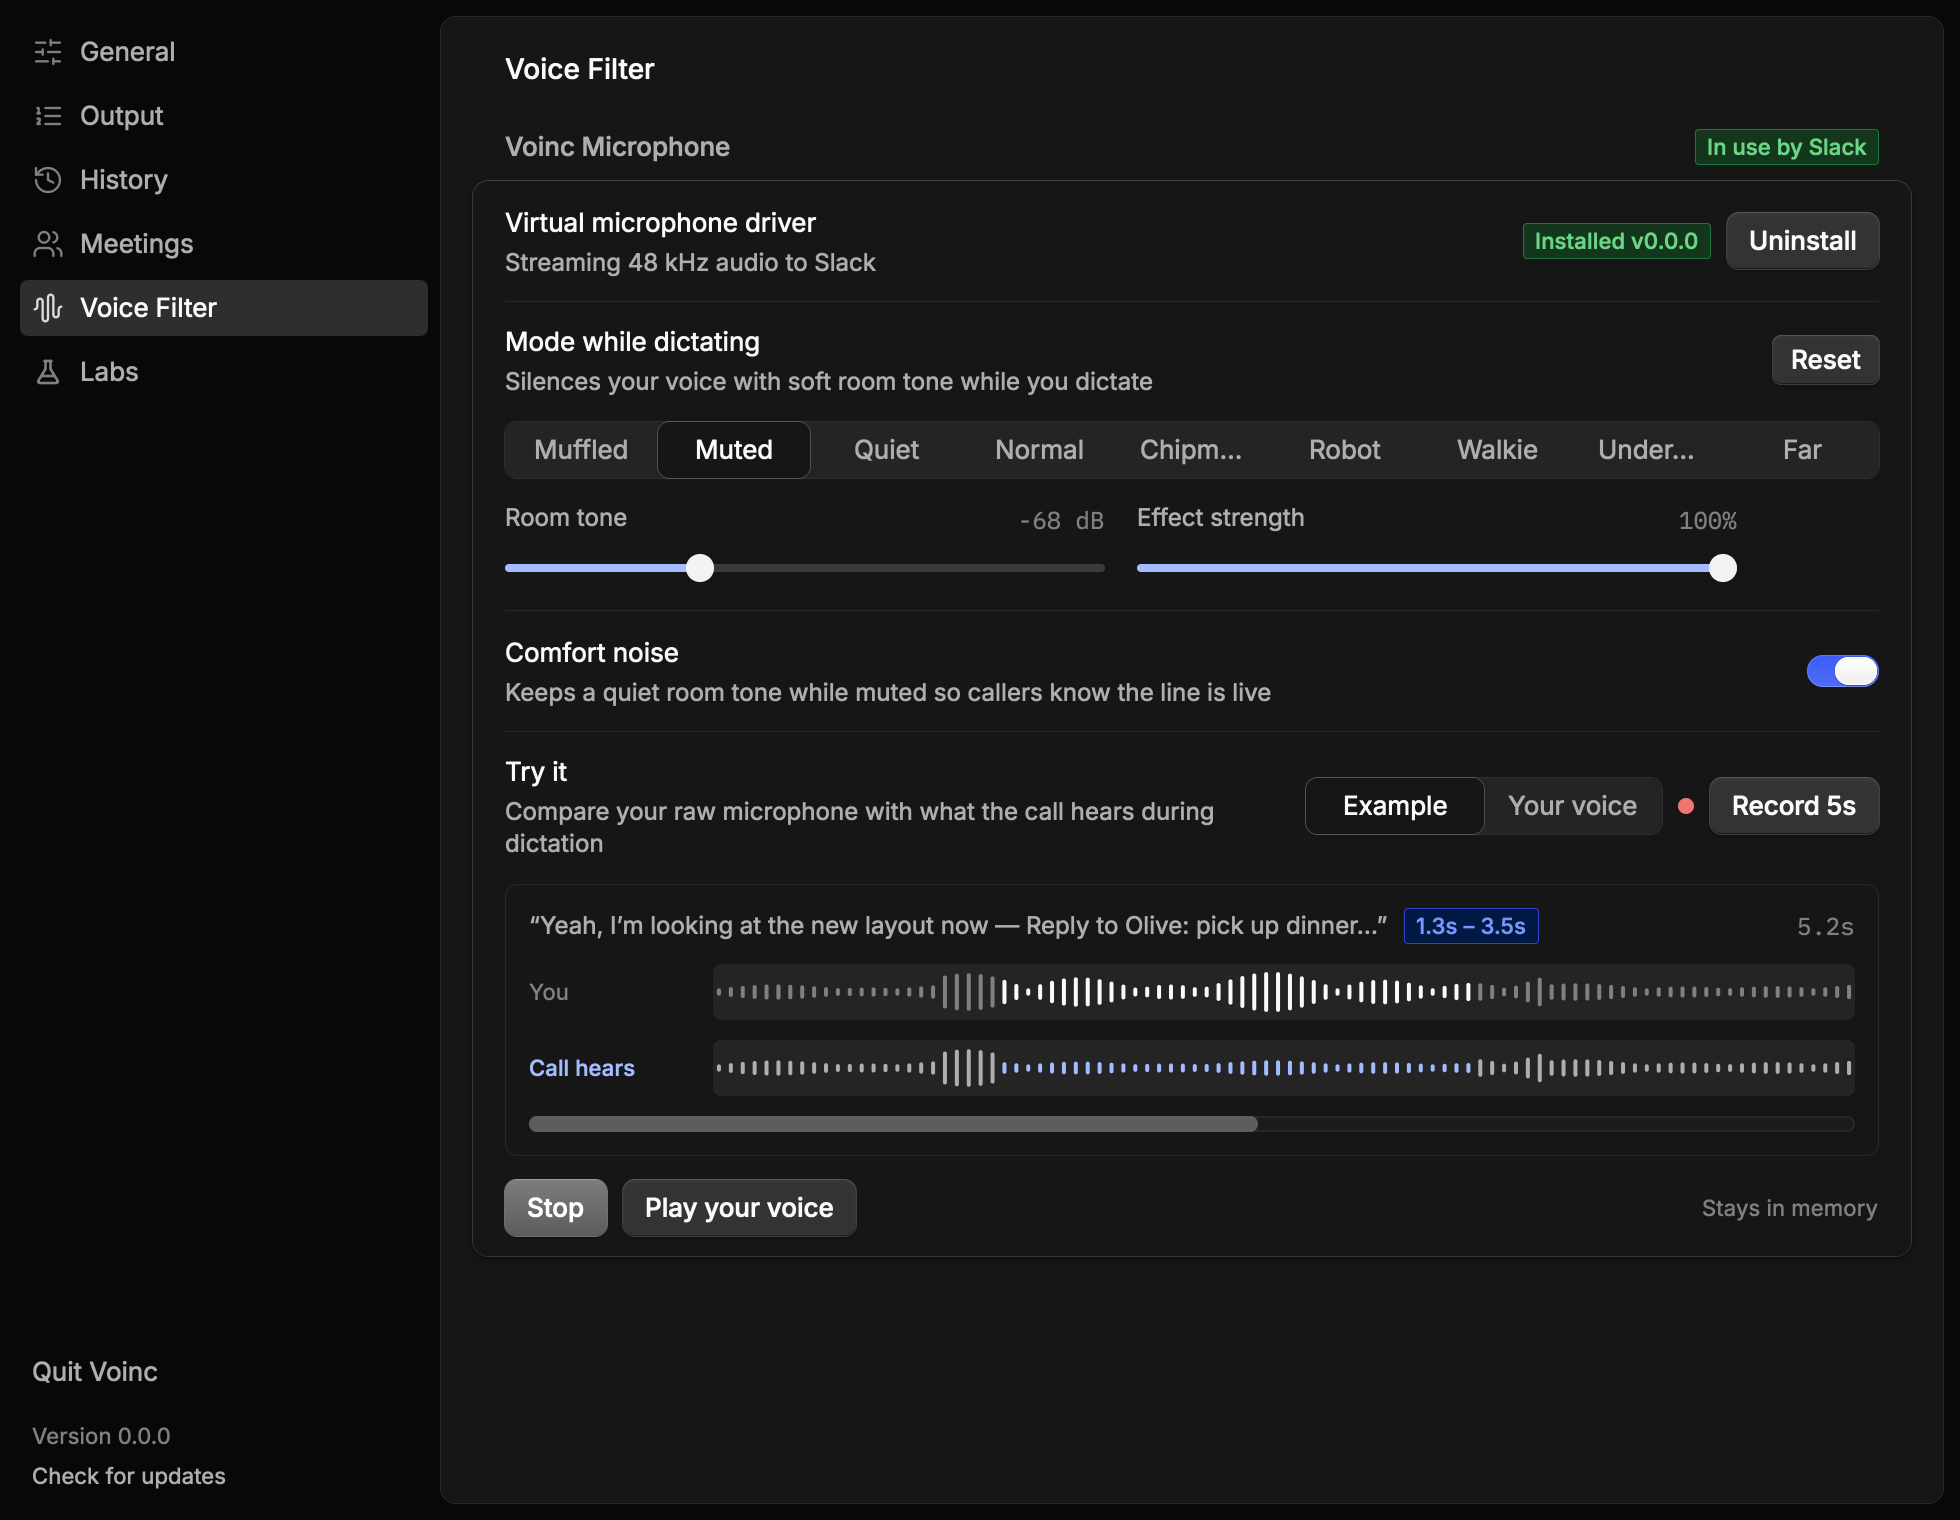 General
Output
History
Meetings
Voice Filter
Labs
Quit Voinc
Version 0.0.0
Check for updates
Voice Filter
Voinc Microphone
In use by Slack
Virtual microphone driver
Streaming 48 kHz audio to Slack
Installed v0.0.0
Uninstall
Mode while dictating
Silences your voice with soft room tone while you dictate
Reset
Muffled
Muted
Quiet
Normal
Chipm...
Robot
Walkie
Under...
Far
Room tone
-68 dB
Effect strength
100%
Comfort noise
Keeps a quiet room tone while muted so callers know the line is live
Try it
Compare your raw microphone with what the call hears during
dictation
Example
Your voice
Record 5s
“Yeah, I’m looking at the new layout now — Reply to Olive: pick up dinner...”
1.3s – 3.5s
5.2s
You
Call hears
Stop
Play your voice
Stays in memory